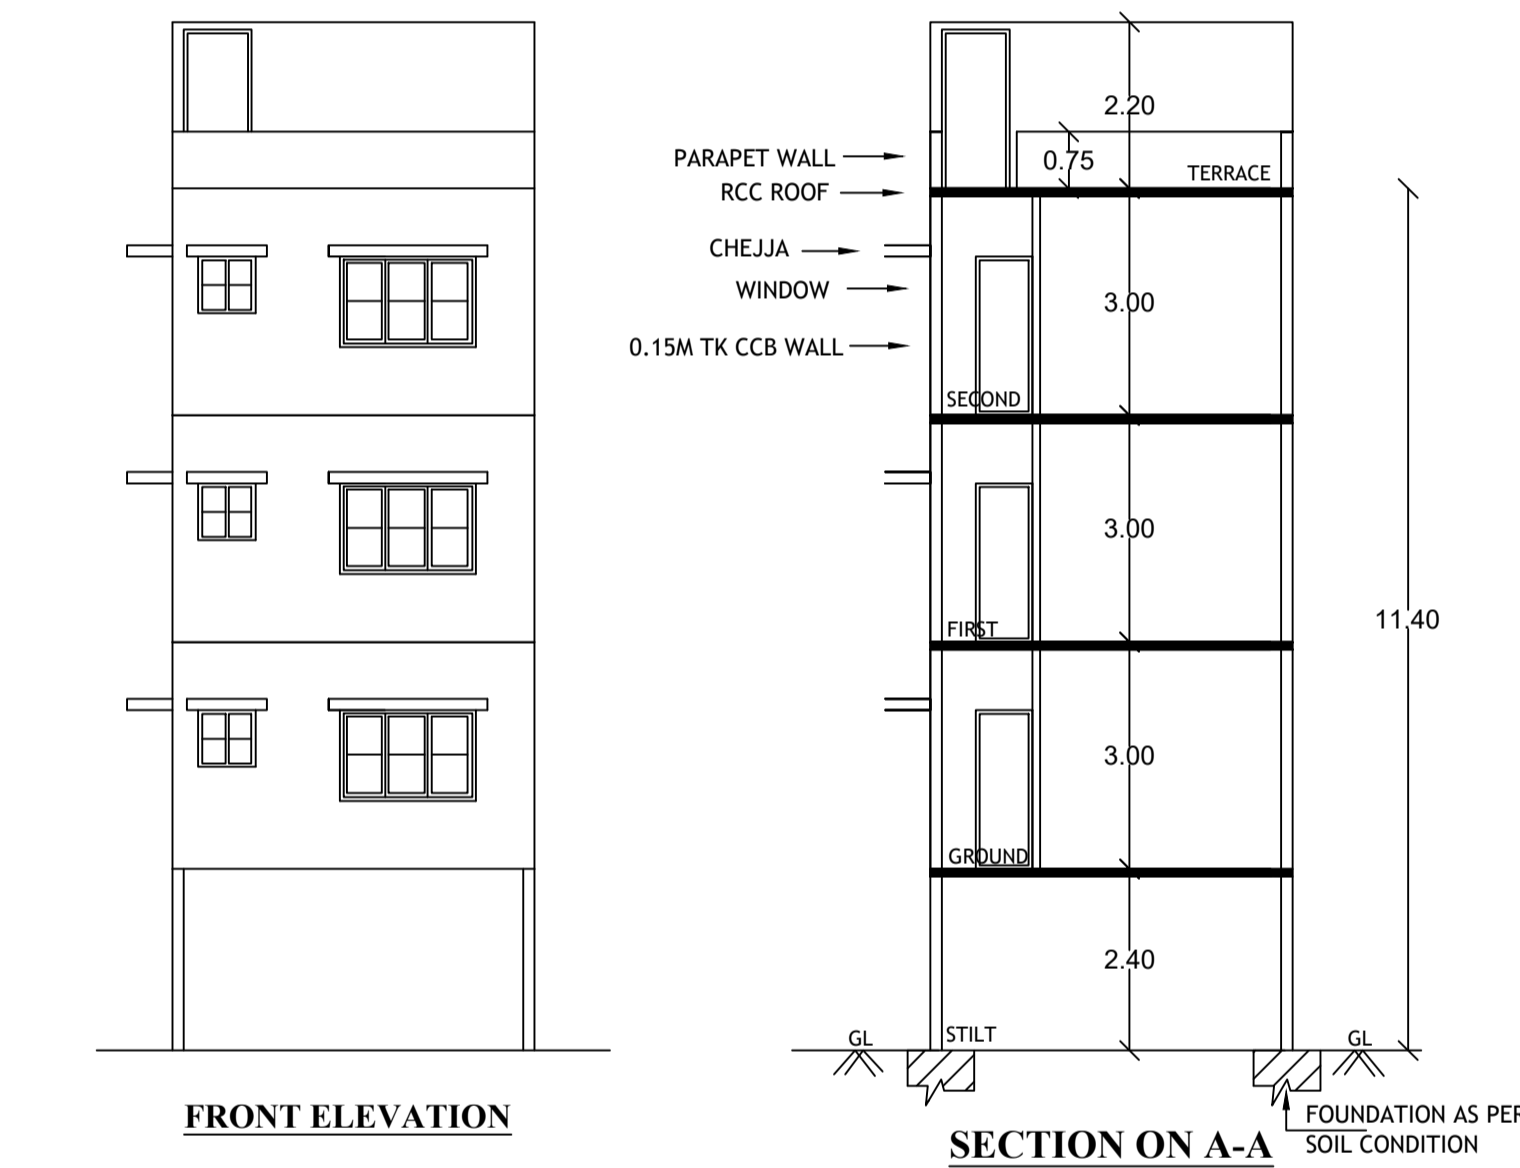 2.20
PARAPET WALL
0.75
TERRACE
RCC ROOF
CHEJJA
WINDOW
3.00
0.15M TK CCB WALL
SECOND
3.00
FIRST
11.40
3.00
GROUND
2.40
GL
STILT
GL
FRONT ELEVATION
SECTION ON A-A
FOUNDATION AS PER
SOIL CONDITION